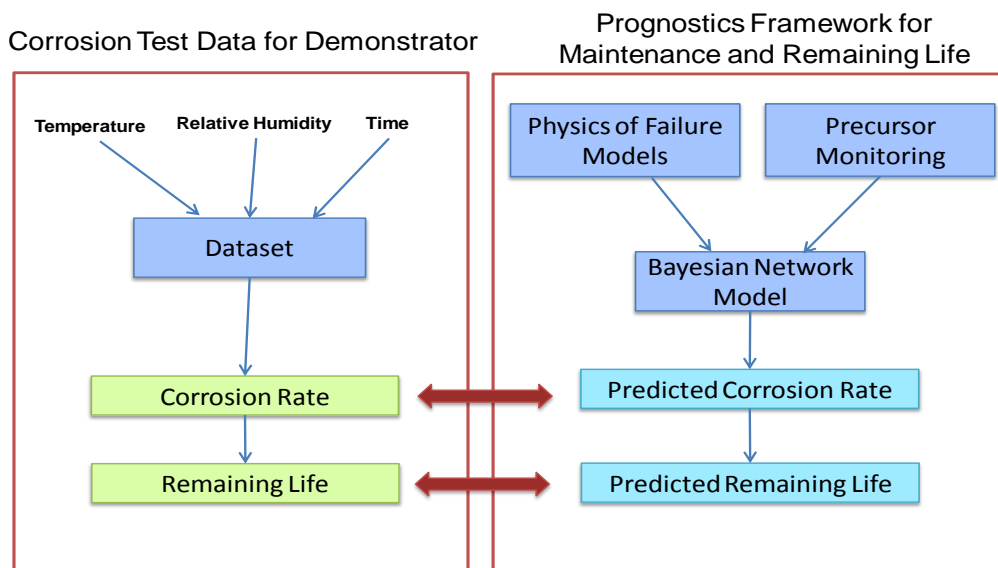 Corrosion Test Data for Demonstrator
Temperature
Relative Humidity
Time
Dataset
Corrosion Rate
Remaining Life
Prognostics Framework for
Maintenance and Remaining Life
Physics of Failure
Models
Precursor
Monitoring
Bayesian Network
Model
Predicted Corrosion Rate
Predicted Remaining Life